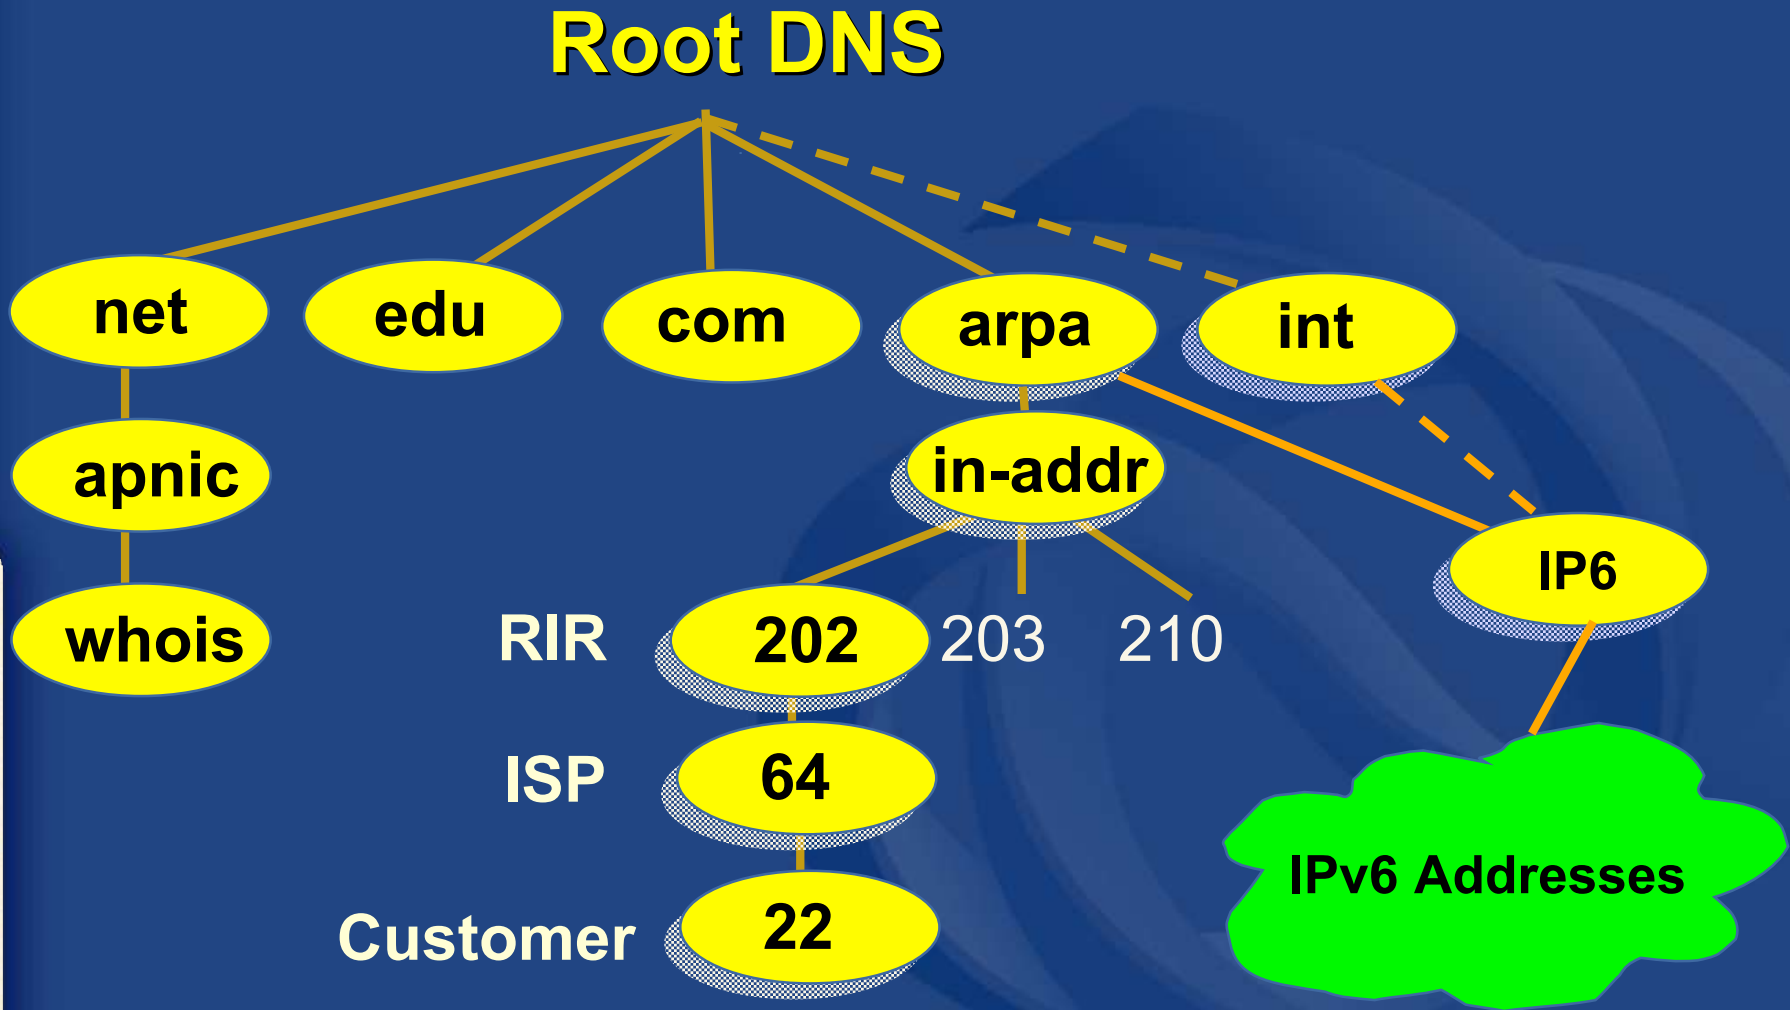 Root DNS
net
edu
com
arpa
int
apnic
in-addr
IP6
whois
RIR
202
203
210
ISP
64
IPv6 Addresses
Customer
22